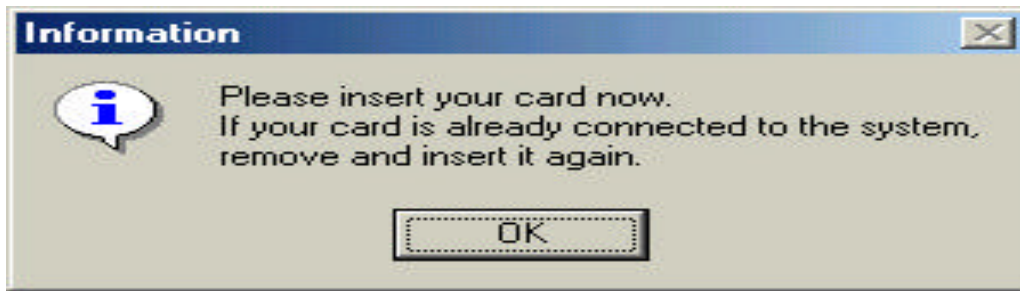 Information
Please insert your card now.
If your card is already connected to the system,
remove and insert it again.
OK